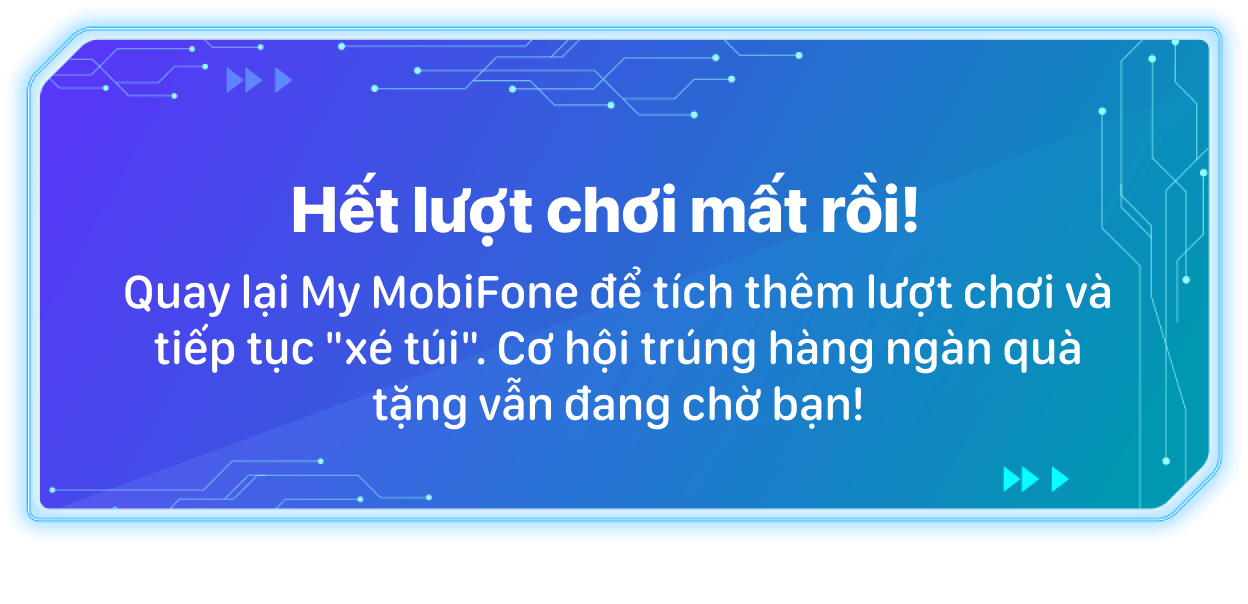 Hết lượt chơi mất rồi!
Quay lại My MobiFone để tích thêm lượt chơi và
tiếp tục "xé túi". Cơ hội trúng hàng ngàn quà
tặng vẫn đang chờ bạn!